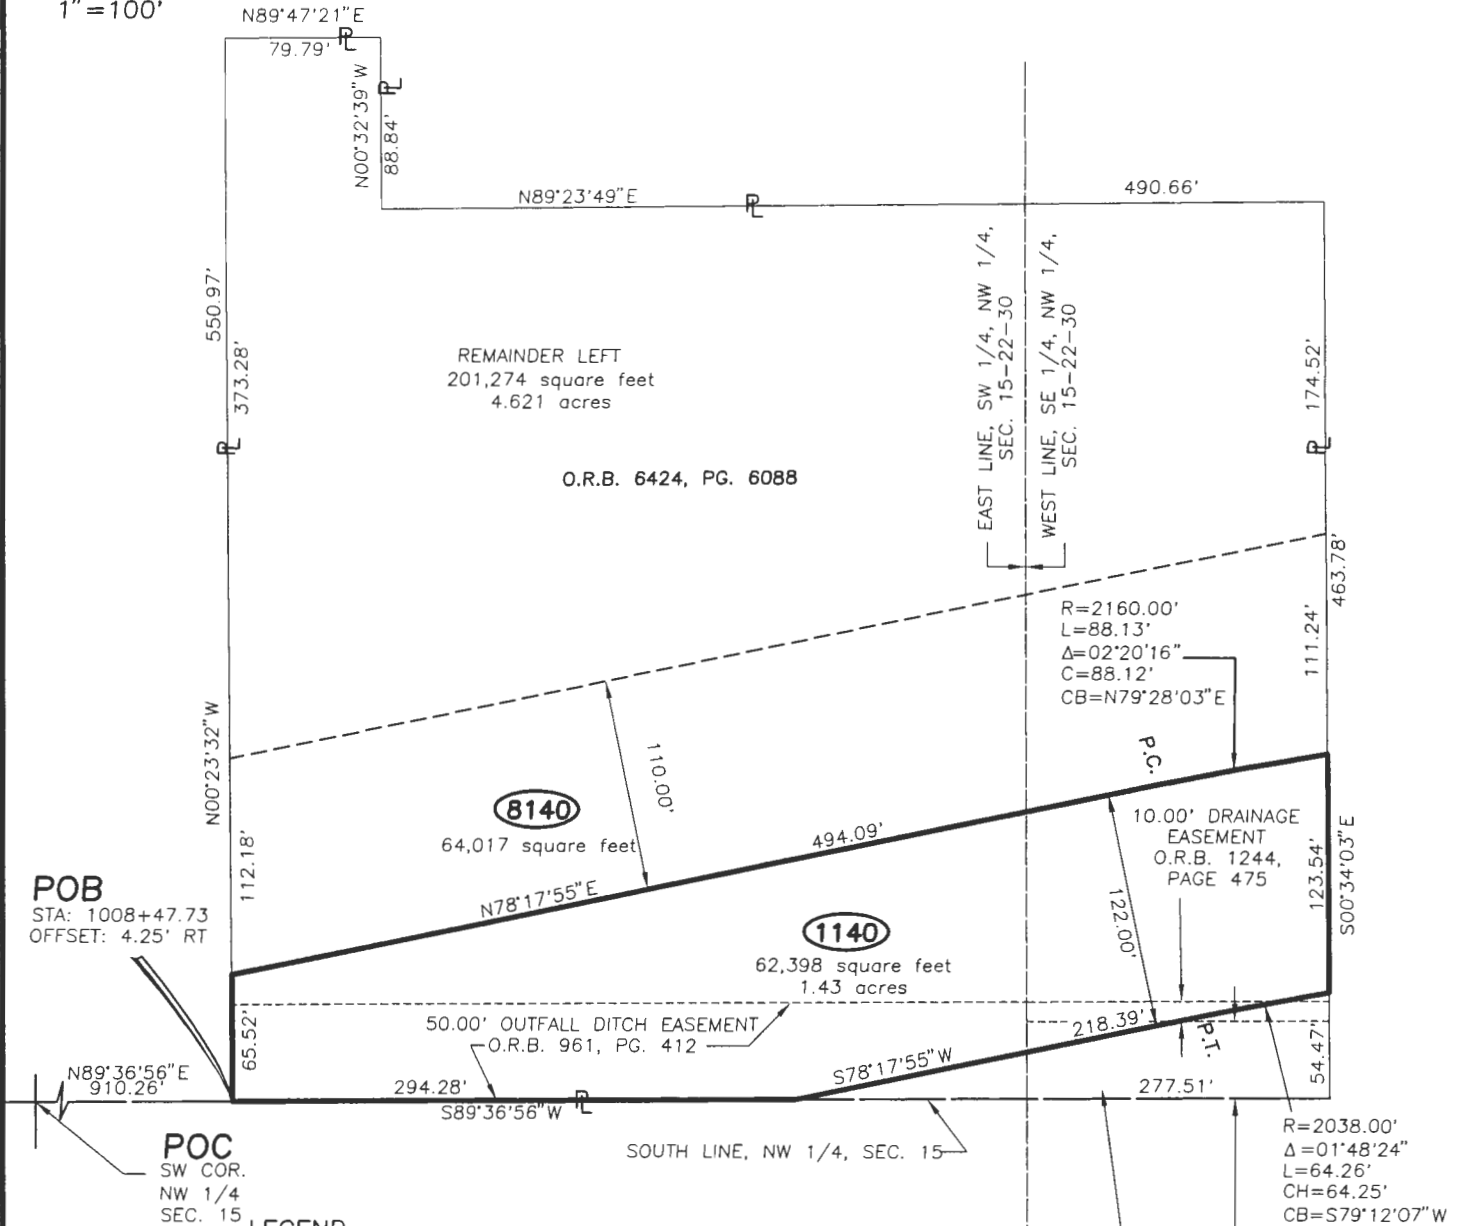 1"=100'
N89°47'21"E
79.79'
N00°32'39"W
88.84'
N89°23'49"E
490.66'
550.97'
373.28'
REMAINDER LEFT
201,274 square feet
4.621 acres
O.R.B. 6424, PG. 6088
EAST LINE, SW 1/4, NW 1/4,
SEC. 15-22-30
WEST LINE, SE 1/4, NW 1/4,
SEC. 15-22-30
174.52'
463.78'
111.24'
R=2160.00'
L=88.13'
Δ=02°20'16"
C=88.12'
CB=N79°28'03"E
N00°23'32"W
112.18'
110.00'
8140
64,017 square feet
494.09'
N78°17'55"E
P.C.
10.00' DRAINAGE
EASEMENT
O.R.B. 1244,
PAGE 475
123.54'
S00°34'03"E
122.00'
POB
STA: 1008+47.73
OFFSET: 4.25' RT
1140
62,398 square feet
1.43 acres
65.52'
50.00' OUTFALL DITCH EASEMENT
O.R.B. 961, PG. 412
218.39'
S78°17'55"W
P.T.
54.47'
N89°36'56"E
910.26'
294.28'
S89°36'56"W
277.51'
POC
SW COR.
NW 1/4
SEC. 15
SOUTH LINE, NW 1/4, SEC. 15
R=2038.00'
Δ=01°48'24"
L=64.26'
CH=64.25'
CB=S79°12'07"W
LEGEND